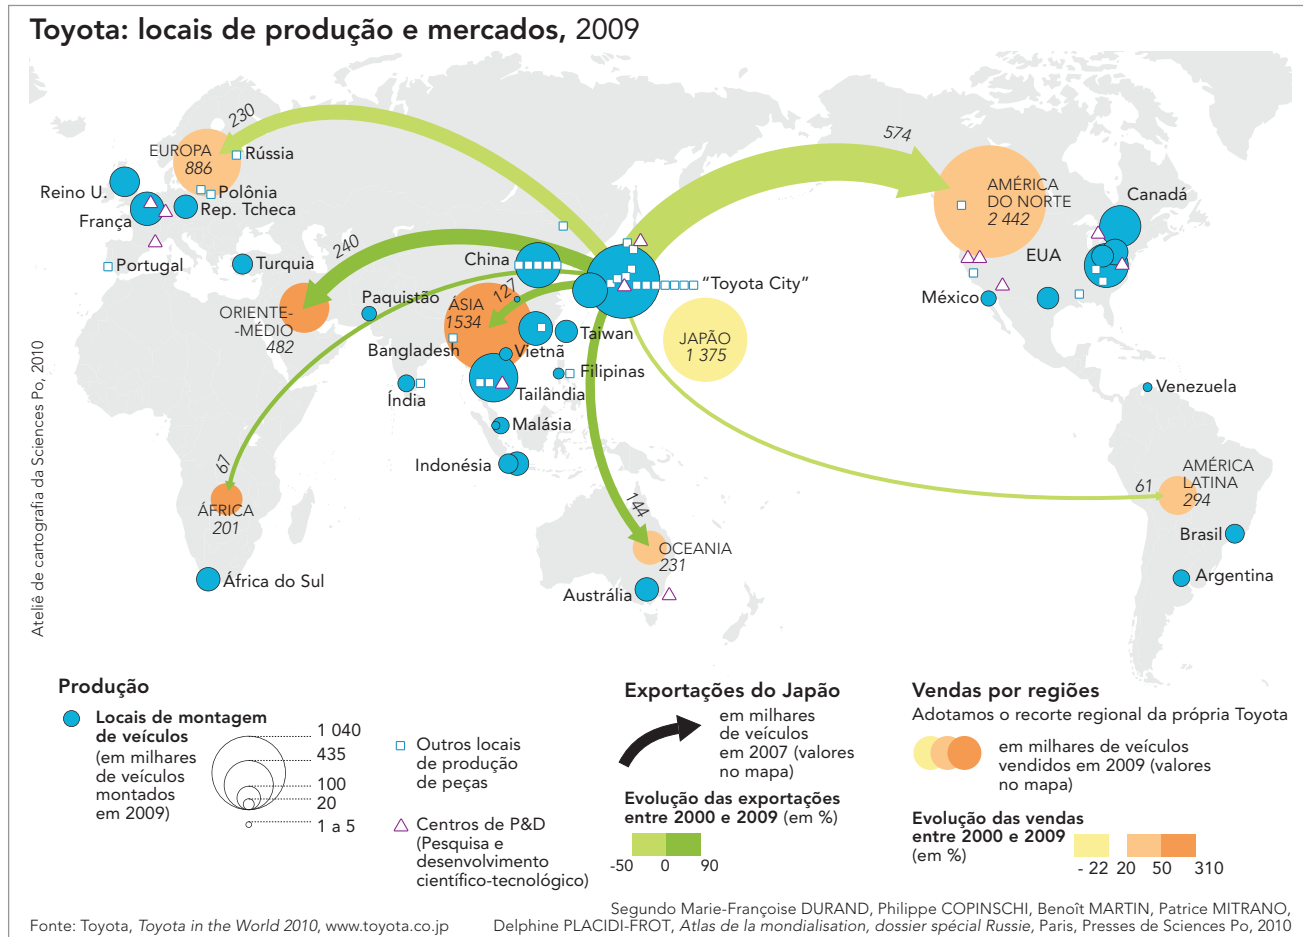 Toyota: locais de produção e mercados, 2009
230
574
EUROPA
886
Rússia
AMÉRICA
DO NORTE
2 442
Canadá
Reino U.
Polônia
Rep. Tcheca
França
240
EUA
China
Portugal
Turquia
"Toyota City"
127
Paquistão
ÁSIA
1534
México
ORIENTE-
-MÉDIO
482
Taiwan
JAPÃO
1 375
Bangladesh
Vietnã
Filipinas
Índia
Tailândia
Venezuela
Malásia
Indonésia
67
AMÉRICA
LATINA
294
61
144
ÁFRICA
201
Brasil
OCEANIA
231
África do Sul
Austrália
Argentina
Ateliê de cartografia da Sciences Po, 2010
Produção
Locais de montagem
de veículos
(em milhares
de veículos
montados
em 2009)
1 040
435
100
20
1 a 5
Outros locais
de produção
de peças
Centros de P&D
(Pesquisa e
desenvolvimento
científico-tecnológico)
Exportações do Japão
em milhares
de veículos
em 2007 (valores
no mapa)
Evolução das exportações
entre 2000 e 2009 (em %)
-50 0 90
Vendas por regiões
Adotamos o recorte regional da própria Toyota
em milhares de veículos
vendidos em 2009 (valores
no mapa)
Evolução das vendas
entre 2000 e 2009
(em %)
- 22 20 50 310
Fonte: Toyota, Toyota in the World 2010, www.toyota.co.jp
Segundo Marie-Françoise DURAND, Philippe COPINSCHI, Benoît MARTIN, Patrice MITRANO,
Delphine PLACIDI-FROT, Atlas de la mondialisation, dossier spécial Russie, Paris, Presses de Sciences Po, 2010